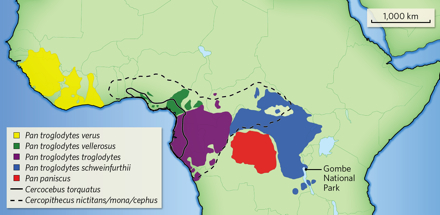 1,000 km
Pan troglodytes verus
Pan troglodytes vellerosus
Pan troglodytes troglodytes
Pan troglodytes schweinfurthii
Pan paniscus
Cercocebus torquatus
Cercopithecus nictitans/mona/cephus
Gombe
National
Park